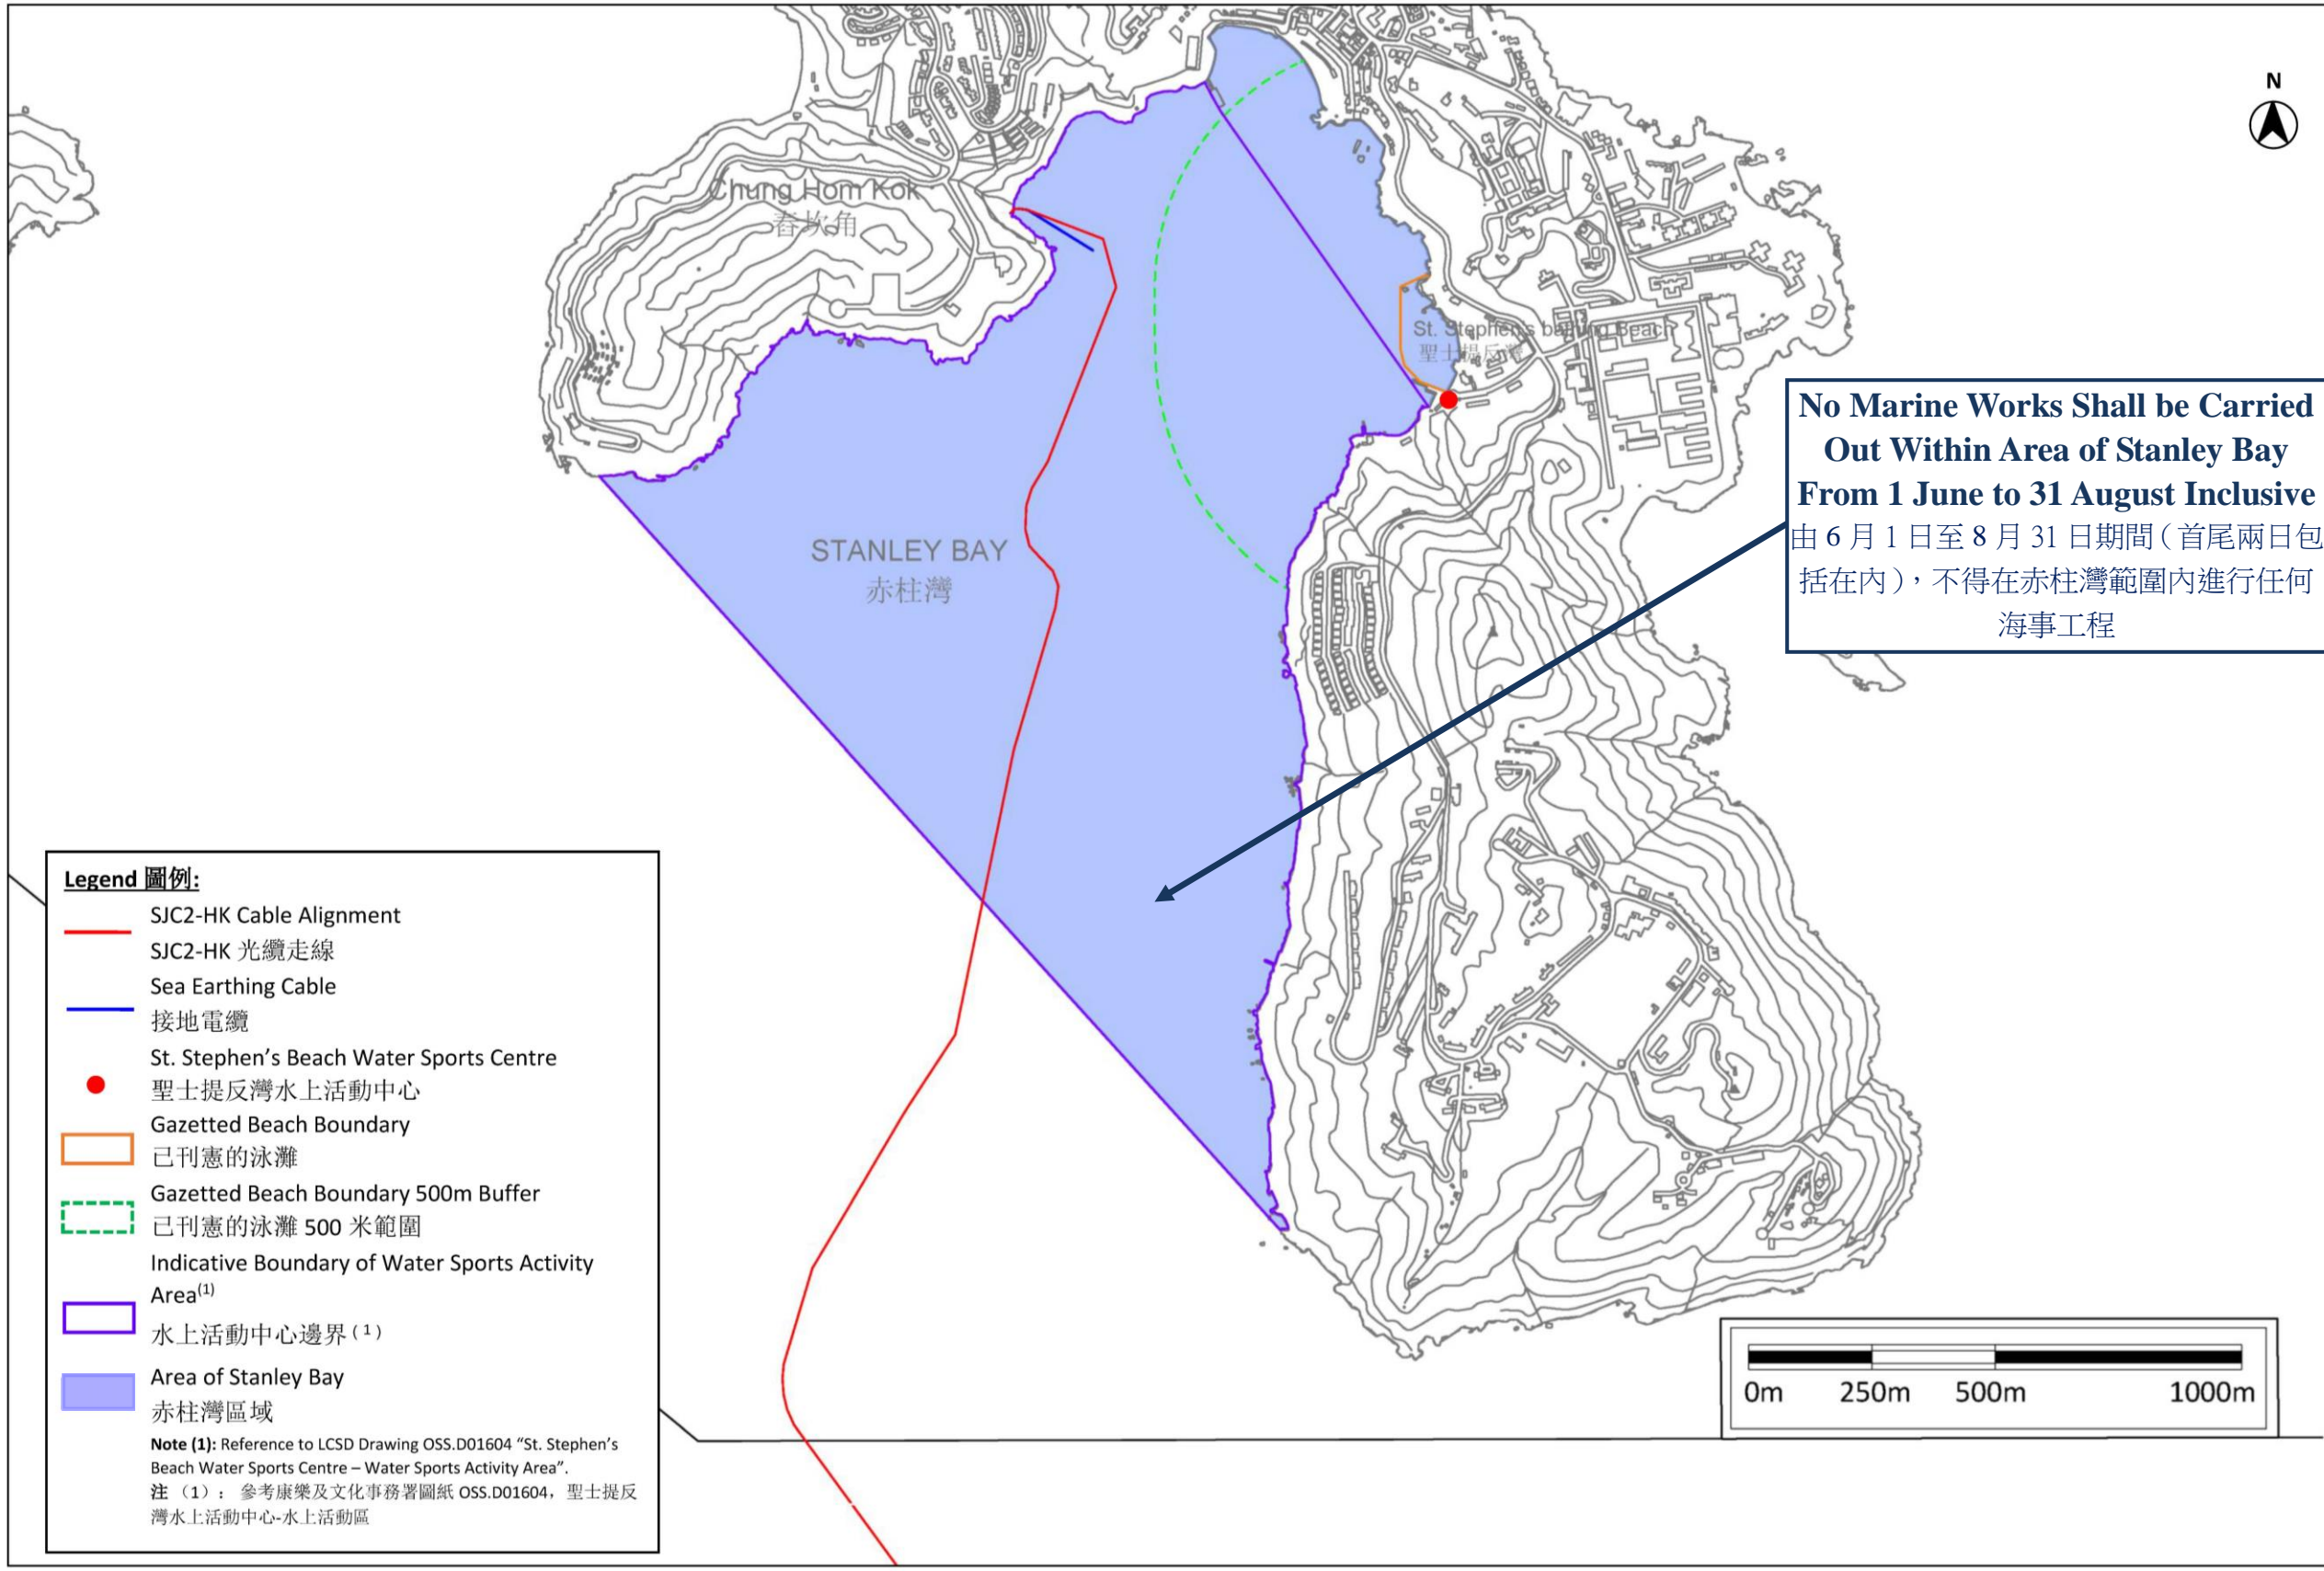 N
Chung Hom Kok
舂坎角
St. Stephen's bathing Beach
聖士提反灣
STANLEY BAY
赤柱灣
No Marine Works Shall be Carried
Out Within Area of Stanley Bay
From 1 June to 31 August Inclusive
由 6 月 1 日至 8 月 31 日期間（首尾兩日包
括在內），不得在赤柱灣範圍內進行任何
海事工程
Legend 圖例:
SJC2-HK Cable Alignment
SJC2-HK 光纜走線
Sea Earthing Cable
接地電纜
St. Stephen’s Beach Water Sports Centre
聖士提反灣水上活動中心
Gazetted Beach Boundary
已刊憲的泳灘
Gazetted Beach Boundary 500m Buffer
已刊憲的泳灘 500 米範圍
Indicative Boundary of Water Sports Activity
Area(1)
水上活動中心邊界(1)
Area of Stanley Bay
赤柱灣區域
Note (1): Reference to LCSD Drawing OSS.D01604 “St. Stephen’s
Beach Water Sports Centre – Water Sports Activity Area”.
注（1）： 參考康樂及文化事務署圖紙 OSS.D01604，聖士提反
灣水上活動中心-水上活動區
0m 250m 500m 1000m